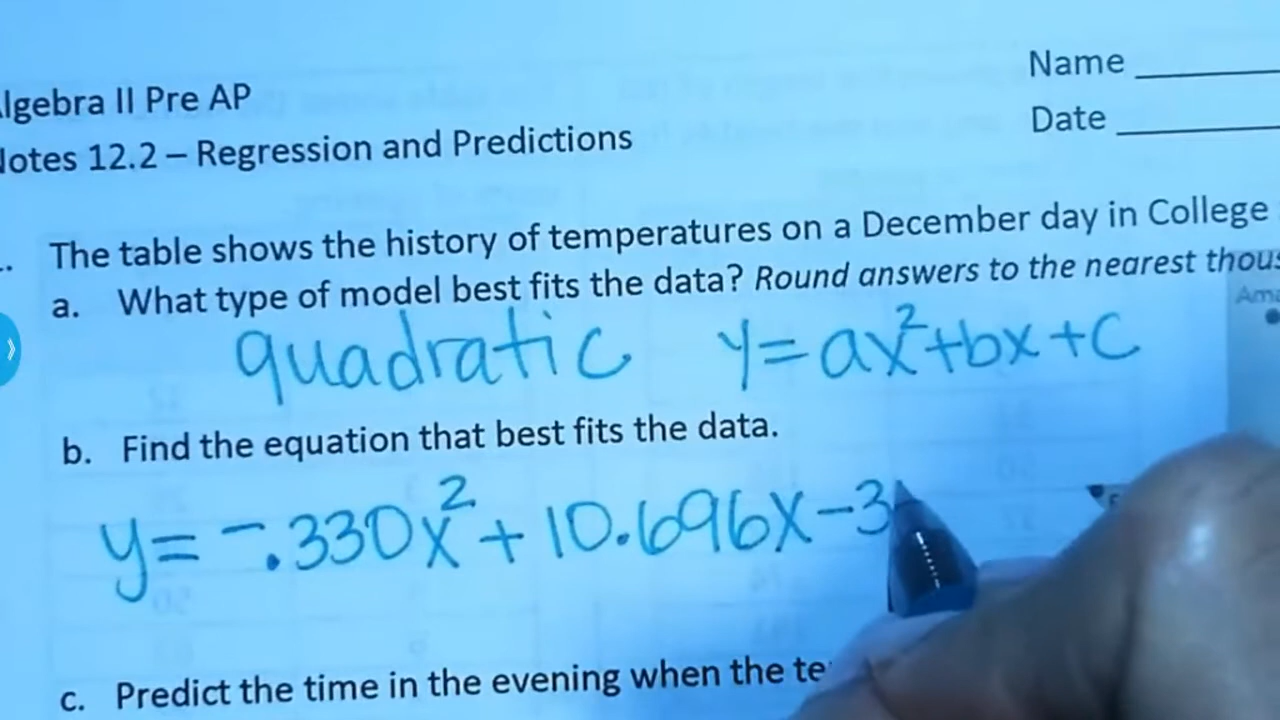 Name
lgebra II Pre AP
Date
otes 12.2 – Regression and Predictions
The table shows the history of temperatures on a December day in College
a. What type of model best fits the data? Round answers to the nearest thous
quadratic y=ax²+bx+c
b. Find the equation that best fits the data.
y=-.330x²+10.696x-3
c. Predict the time in the evening when the te